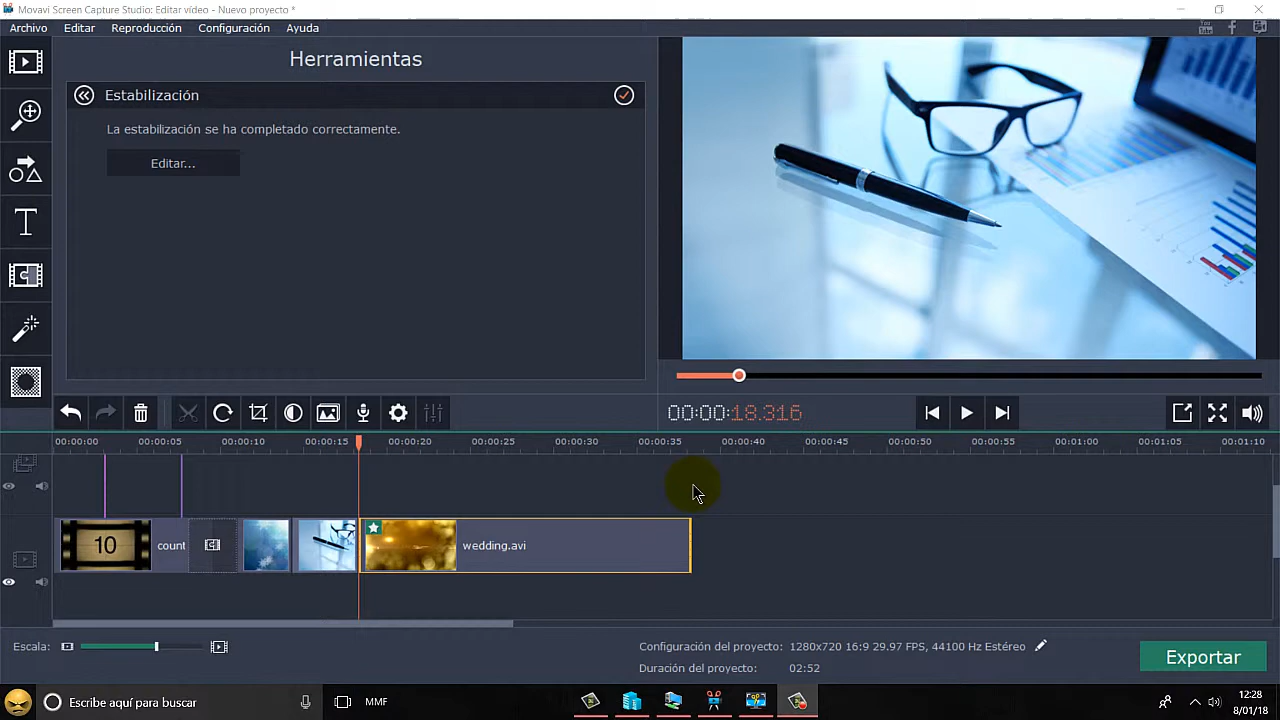 Movavi Screen Capture Studio: Editar vídeo - Nuevo proyecto *
Archivo Editar Reproducción Configuración Ayuda
Herramientas
Estabilización
La estabilización se ha completado correctamente.
Editar...
T
00:00:18.316
00:00:00 00:00:05 00:00:10 00:00:15 00:00:20 00:00:25 00:00:30 00:00:35 00:00:40 00:00:45 00:00:50 00:00:55 00:01:00 00:01:05 00:01:10
10 count
wedding.avi
Escala:
Configuración del proyecto: 1280x720 16:9 29.97 FPS, 44100 Hz Estéreo
Duración del proyecto: 02:52
Exportar
Escribe aquí para buscar
MMF
12:28
8/01/18